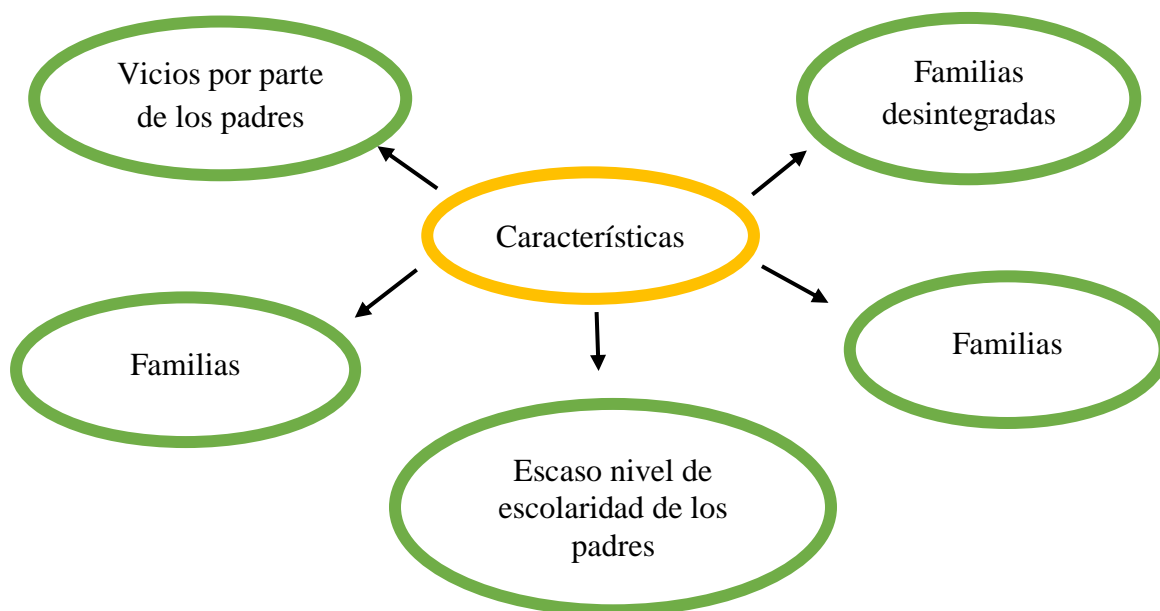 Vicios por parte
de los padres
Familias
desintegradas
Características
Familias
Familias
Escaso nivel de
escolaridad de los
padres